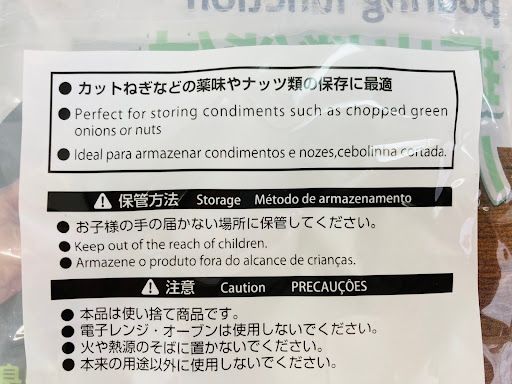 pouring function
● カットねぎなどの薬味やナッツ類の保存に最適
● Perfect for storing condiments such as chopped green
onions or nuts
● Ideal para armazenar condimentos e nozes,cebolinha cortada.
⚠ 保管方法 Storage Método de armazenamento
● お子様の手の届かない場所に保管してください。
● Keep out of the reach of children.
● Armazene o produto fora do alcance de crianças.
⚠ 注意 Caution PRECAUÇÕES
● 本品は使い捨て商品です。
● 電子レンジ・オーブンは使用しないでください。
● 火や熱源のそばに置かないでください。
● 本来の用途以外に使用しないでください。